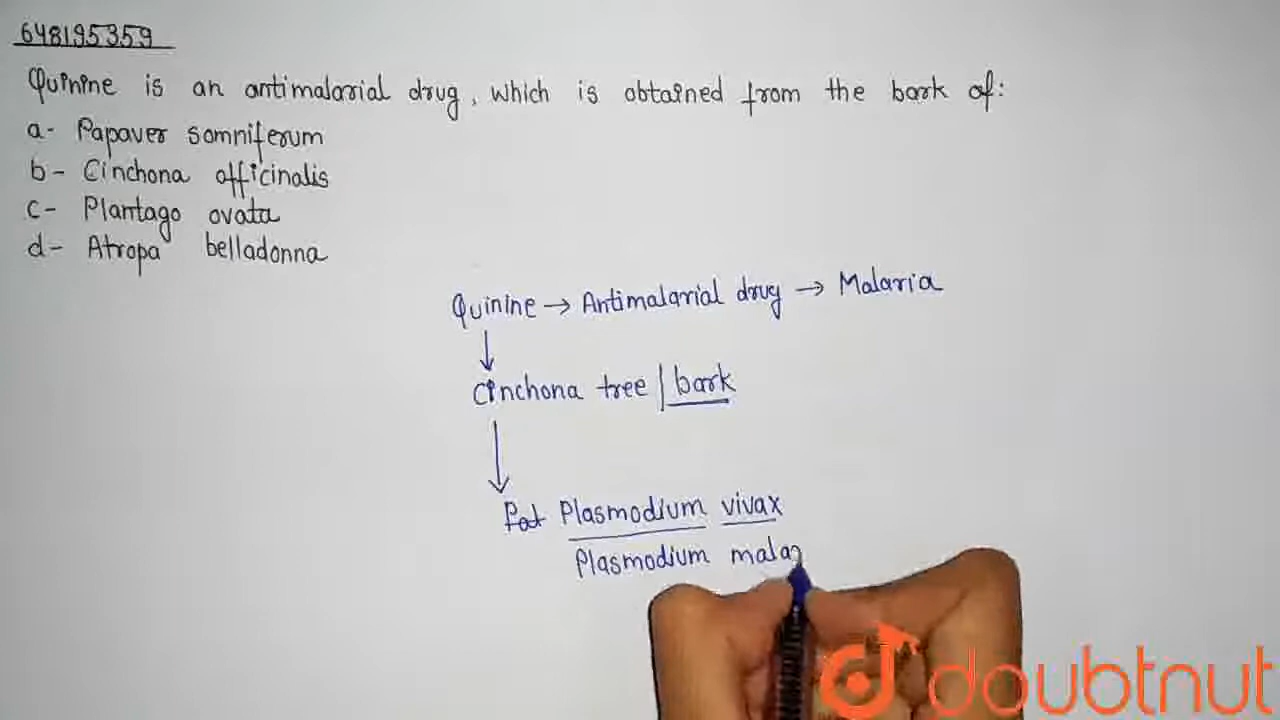 648195359
Quinine is an antimalarial drug, which is obtained from the bark of:
a- Papaver somniferum
b- Cinchona officinalis
c- Plantago ovata
d- Atropa belladonna
Quinine → Antimalarial drug → Malaria
↓
Cinchona tree | bark
↓
Plasmodium vivax
Plasmodium mala
doubtnut